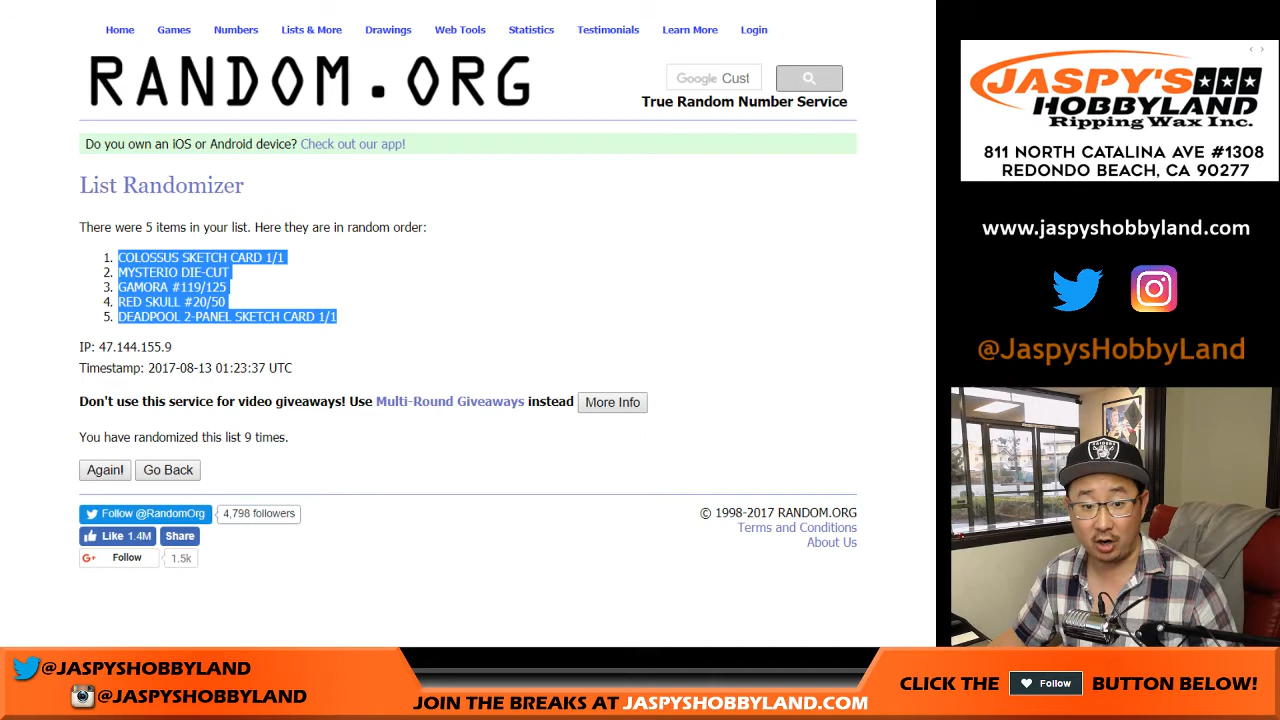 Home Games Numbers Lists & More Drawings Web Tools Statistics Testimonials Learn More Login
RANDOM.ORG
Google Cust
True Random Number Service
Do you own an iOS or Android device? Check out our app!
List Randomizer
There were 5 items in your list. Here they are in random order:
1. COLOSSUS SKETCH CARD 1/1
2. MYSTERIO DIE-CUT
3. GAMORA #119/125
4. RED SKULL #20/50
5. DEADPOOL 2-PANEL SKETCH CARD 1/1
IP: 47.144.155.9
Timestamp: 2017-08-13 01:23:37 UTC
Don't use this service for video giveaways! Use Multi-Round Giveaways instead More Info
You have randomized this list 9 times.
Again! Go Back
Follow @RandomOrg 4,798 followers
Like 1.4M Share
G+ Follow 1.5k
© 1998-2017 RANDOM.ORG
Terms and Conditions
About Us
JASPY'S
HOBBYLAND
Ripping Wax Inc.
811 NORTH CATALINA AVE #1308
REDONDO BEACH, CA 90277
www.jaspyshobbyland.com
@JaspysHobbyLand
RAIDERS
@JASPYSHOBBYLAND
@JASPYSHOBBYLAND
JOIN THE BREAKS AT JASPYSHOBBYLAND.COM
CLICK THE Follow BUTTON BELOW!